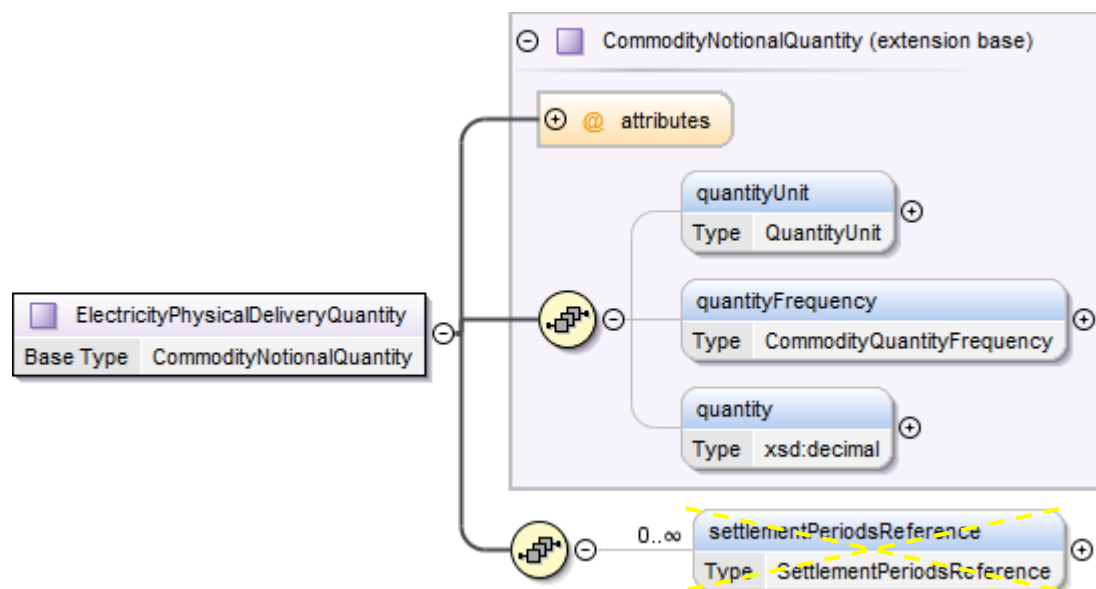 CommodityNotionalQuantity (extension base)
@ attributes
quantityUnit
Type QuantityUnit
quantityFrequency
Type CommodityQuantityFrequency
ElectricityPhysicalDeliveryQuantity
Base Type CommodityNotionalQuantity
quantity
Type xsd:decimal
0..∞ settlementPeriodsReference
Type SettlementPeriodsReference